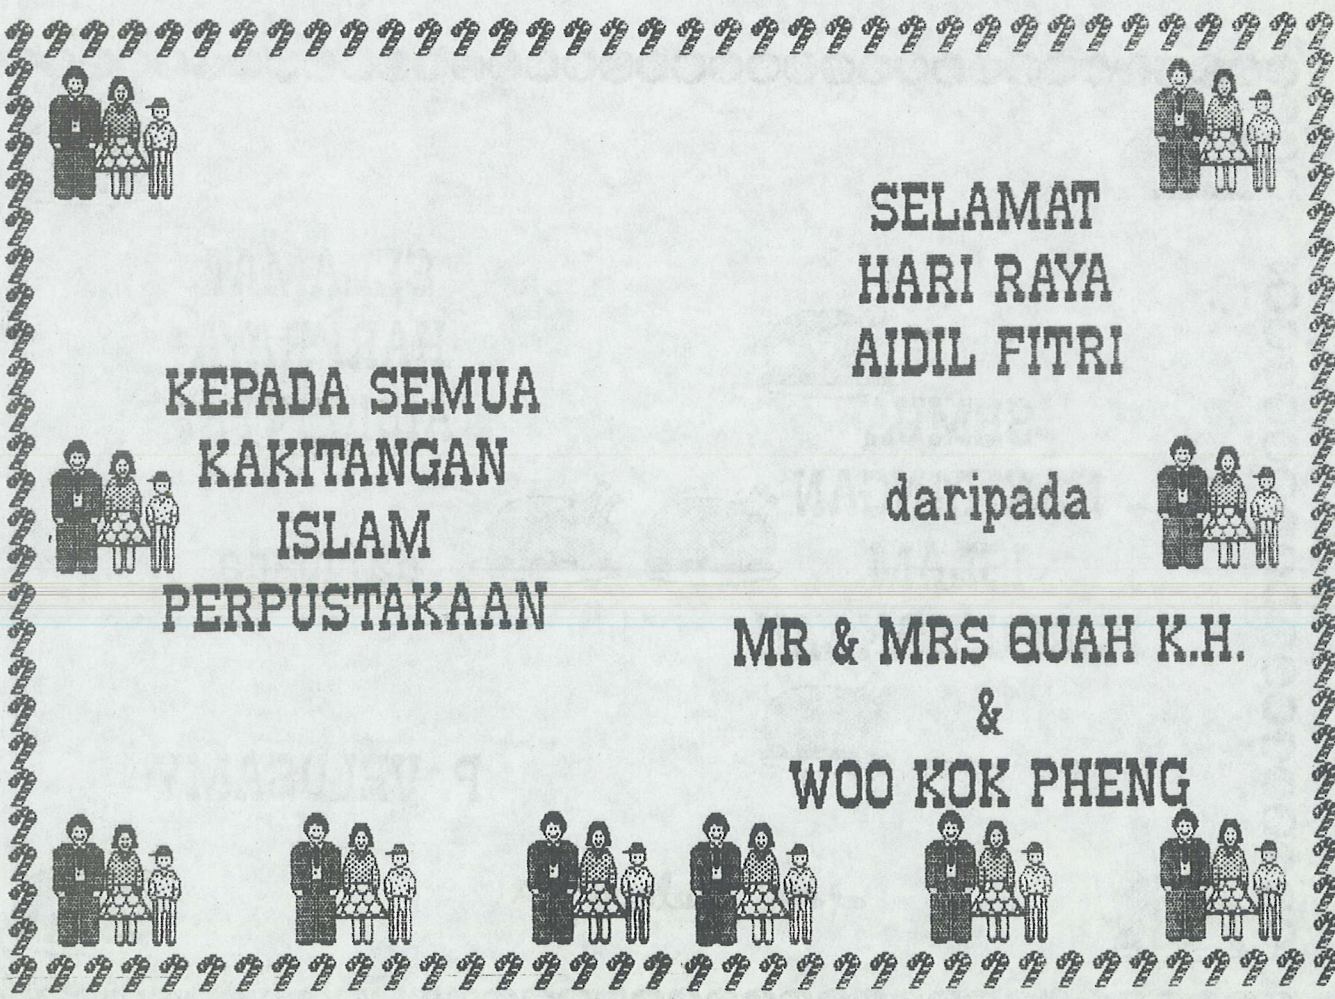 KEPADA SEMUA
KAKITANGAN
ISLAM
PERPUSTAKAAN
SELAMAT
HARI RAYA
AIDIL FITRI
daripada
MR & MRS QUAH K.H.
&
WOO KOK PHENG